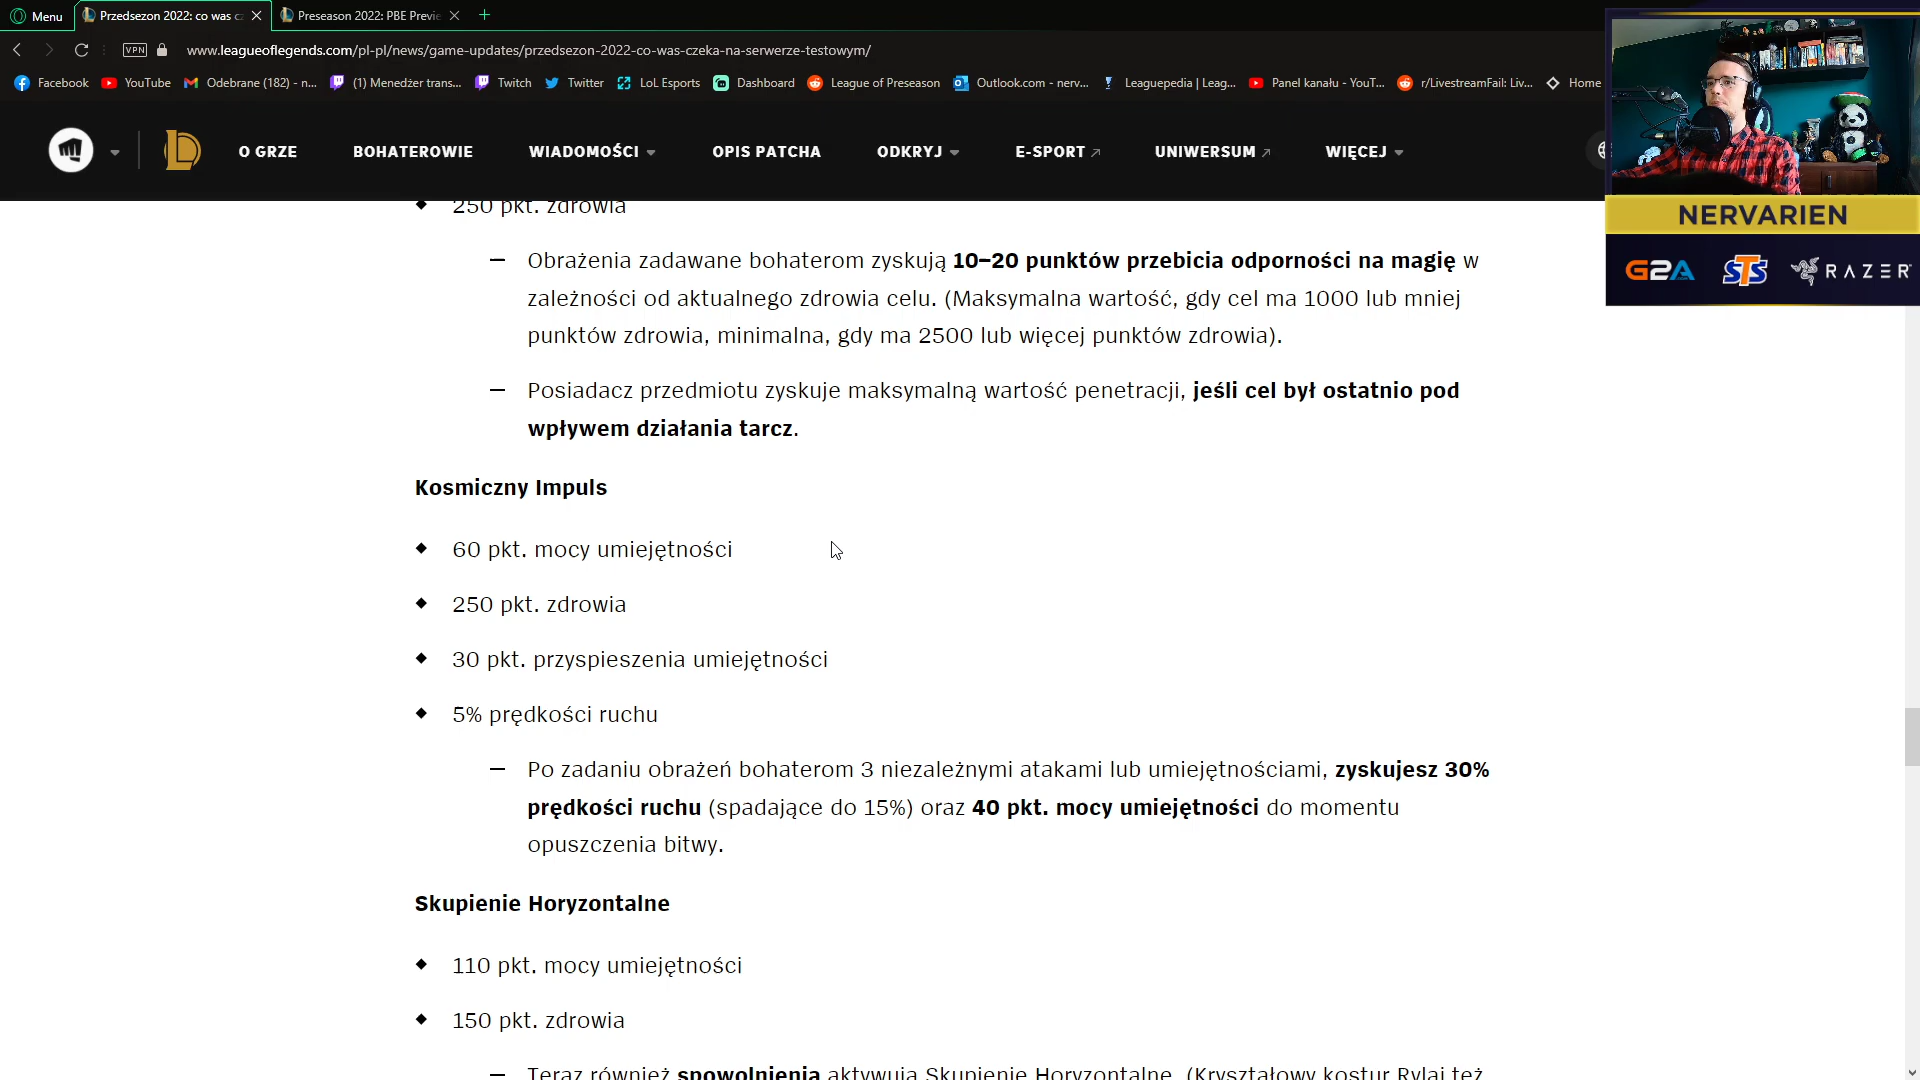 Menu
Przedsezon 2022: co was cz
Preseason 2022: PBE Previe
VPN
www.leagueoflegends.com/pl-pl/news/game-updates/przedsezon-2022-co-was-czeka-na-serwerze-testowym/
Facebook
YouTube
Odebrane (182) - n...
(1) Menedżer trans...
Twitch
Twitter
LoL Esports
Dashboard
League of Preseason
Outlook.com - nerv...
Leaguepedia | Leag...
Panel kanału - YouT...
r/LivestreamFail: Liv...
Home
O GRZE
BOHATEROWIE
WIADOMOŚCI
OPIS PATCHA
ODKRYJ
E-SPORT
UNIWERSUM
WIĘCEJ
NERVARIEN
G2A
STS
RAZER
250 pkt. zdrowia
— Obrażenia zadawane bohaterom zyskują 10–20 punktów przebicia odporności na magię w
zależności od aktualnego zdrowia celu. (Maksymalna wartość, gdy cel ma 1000 lub mniej
punktów zdrowia, minimalna, gdy ma 2500 lub więcej punktów zdrowia).
— Posiadacz przedmiotu zyskuje maksymalną wartość penetracji, jeśli cel był ostatnio pod
wpływem działania tarcz.
Kosmiczny Impuls
60 pkt. mocy umiejętności
250 pkt. zdrowia
30 pkt. przyspieszenia umiejętności
5% prędkości ruchu
— Po zadaniu obrażeń bohaterom 3 niezależnymi atakami lub umiejętnościami, zyskujesz 30%
prędkości ruchu (spadające do 15%) oraz 40 pkt. mocy umiejętności do momentu
opuszczenia bitwy.
Skupienie Horyzontalne
110 pkt. mocy umiejętności
150 pkt. zdrowia
— Teraz również spowolnienia aktywują Skupienie Horyzontalne. (Kryształowy kostur Rylai też